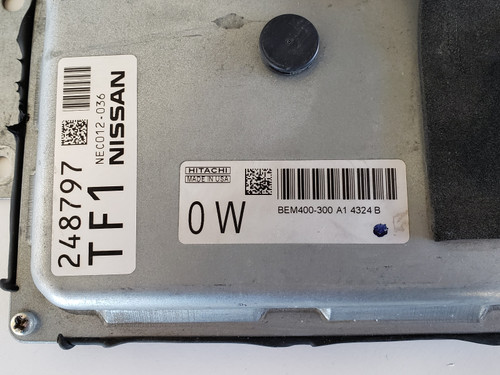 248797
TF1
NEC012-036
NISSAN
HITACHI
MADE IN USA
0W
BEM400-300 A1 4324 B